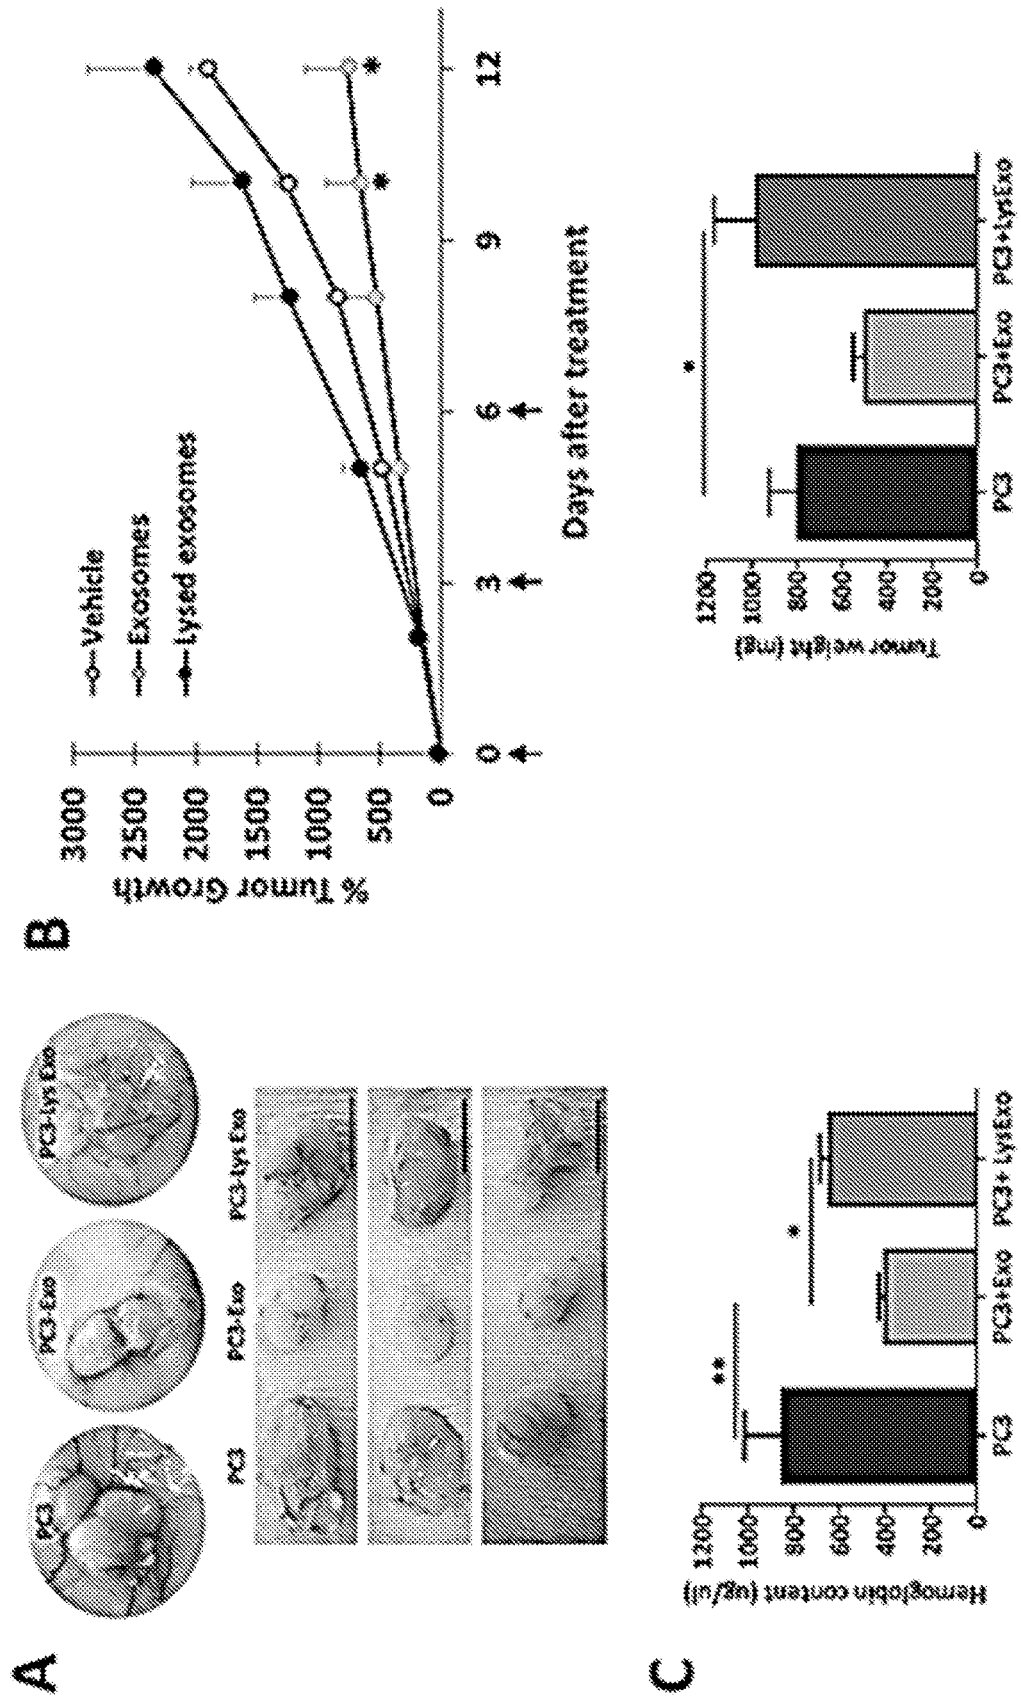 A
PC3
PC3-Exo
PC3-Lys Exo
PC3
PC3-Exo
PC3-Lys Exo
B
% Tumor Growth
3000
2500
2000
1500
1000
500
0
Vehicle
Exosomes
Lysed exosomes
*
*
0
3
6
9
12
Days after treatment
C
Hemoglobin content (ug/ul)
1200
1000
800
600
400
200
0
**
*
PC3
PC3+Exo
PC3+ LysExo
Tumor weight (mg)
1200
1000
800
600
400
200
0
*
PC3
PC3+Exo
PC3+LysExo